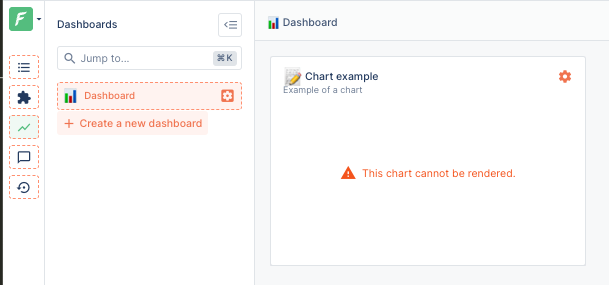 Dashboards
Jump to...
⌘K
Dashboard
Create a new dashboard
Dashboard
Chart example
Example of a chart
This chart cannot be rendered.